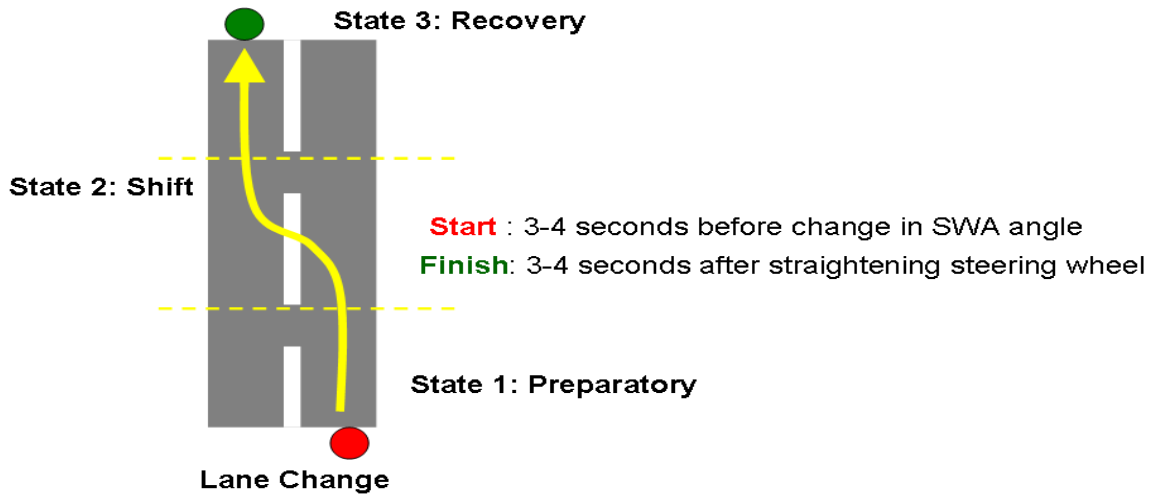 State 3: Recovery
State 2: Shift
Start : 3-4 seconds before change in SWA angle
Finish: 3-4 seconds after straightening steering wheel
State 1: Preparatory
Lane Change